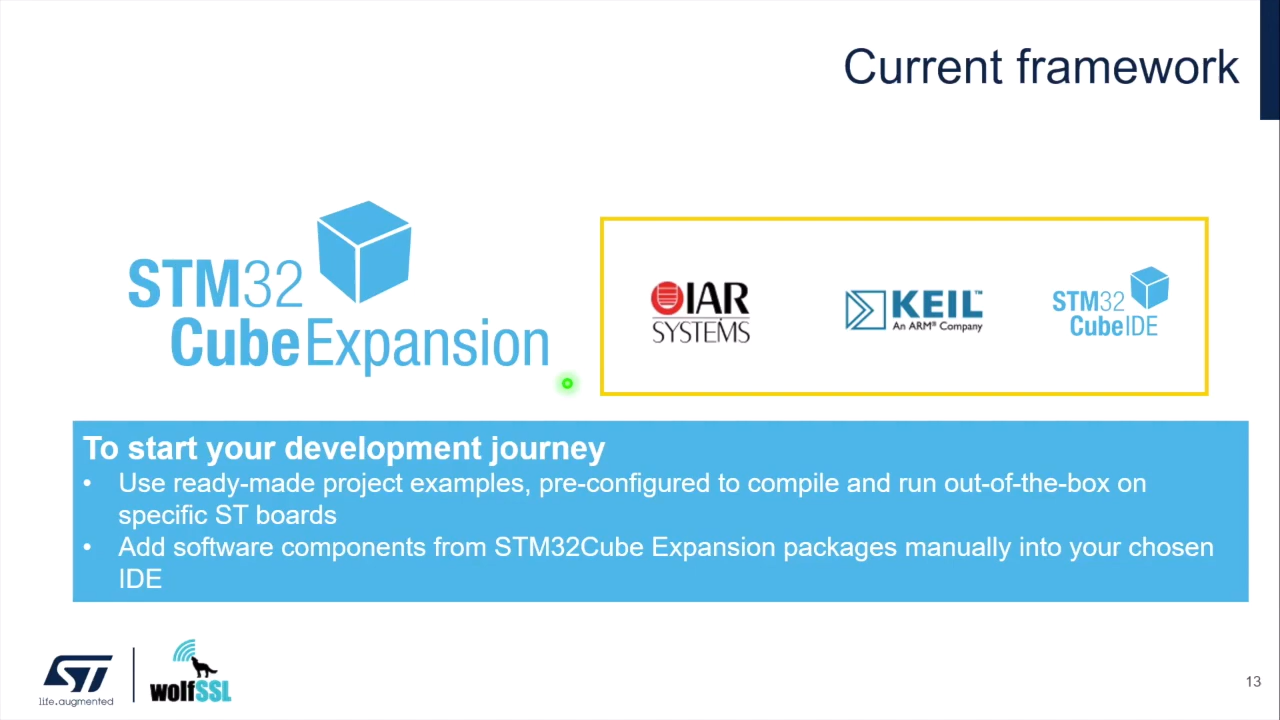 Current framework
STM32
CubeExpansion
IAR
SYSTEMS
KEIL™
An ARM® Company
STM32
CubeIDE
To start your development journey
• Use ready-made project examples, pre-configured to compile and run out-of-the-box on
specific ST boards
• Add software components from STM32Cube Expansion packages manually into your chosen
IDE
ST
life.augmented
wolfSSL
13